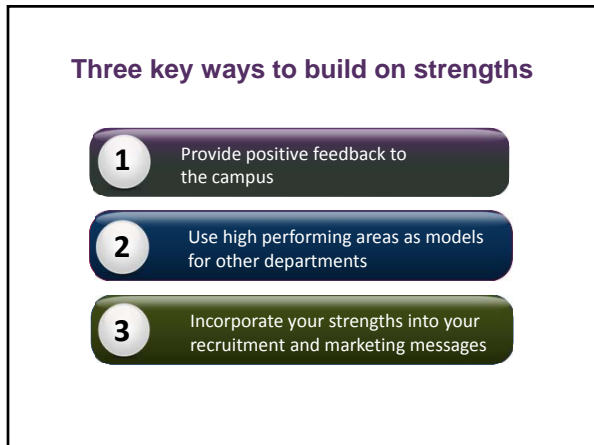 Three key ways to build on strengths
1
Provide positive feedback to
the campus
2
Use high performing areas as models
for other departments
3
Incorporate your strengths into your
recruitment and marketing messages